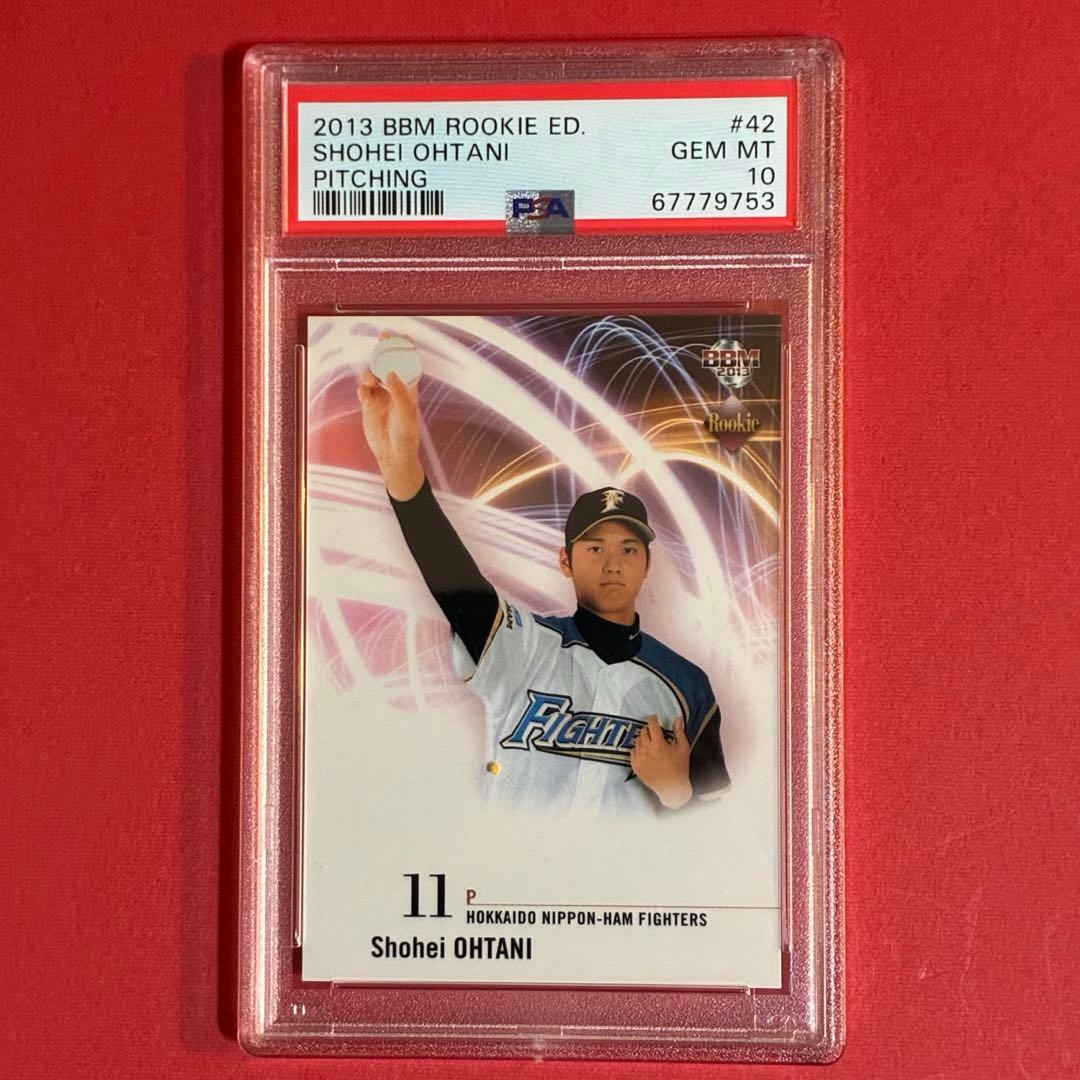 2013 BBM ROOKIE ED. #42
SHOHEI OHTANI GEM MT
PITCHING 10
PSA 67779753
BBM
2013
Rookie
F
FIGHTE
11 P
HOKKAIDO NIPPON-HAM FIGHTERS
Shohei OHTANI